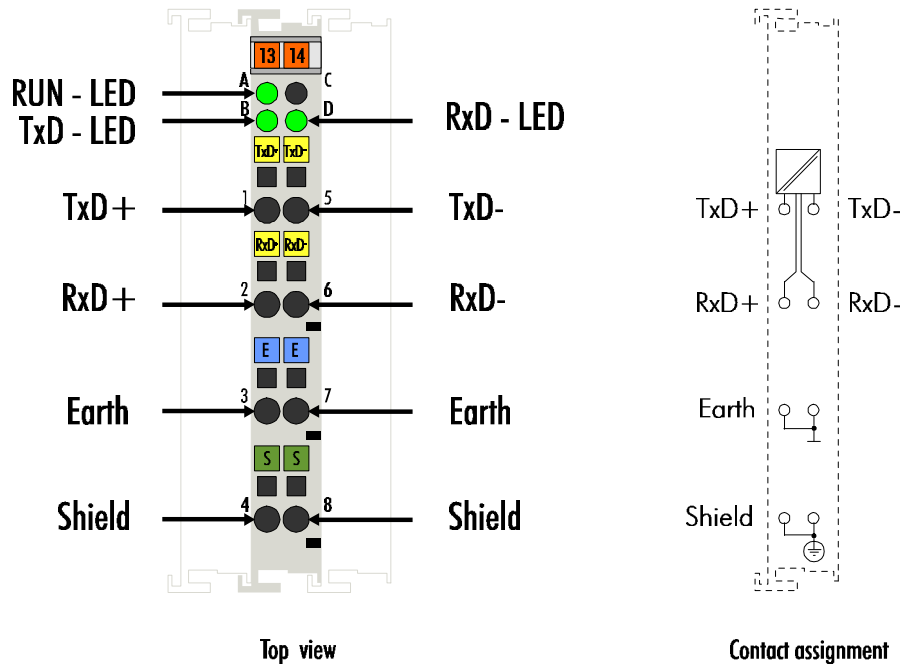 13 14
A C
RUN - LED
B D
TxD - LED RxD - LED
TxD+ TxD-
1 5
TxD+ TxD- TxD+ TxD-
RxD+ RxD-
2 6
RxD+ RxD- RxD+ RxD-
E E
3 7
Earth Earth Earth
S S
4 8
Shield Shield Shield
Top view Contact assignment